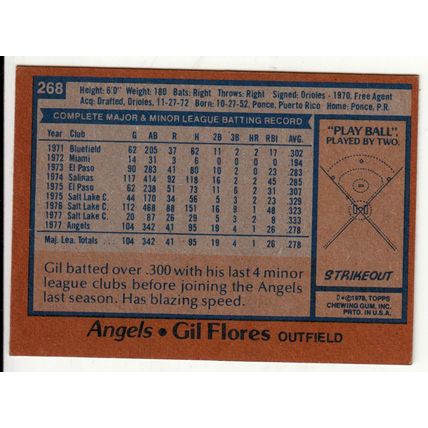 268
Height: 6'0" Weight: 180 Bats: Right Throws: Right Signed: Orioles - 1970, Free Agent
Acq: Drafted, Orioles, 11-27-72 Born: 10-27-52, Ponce, Puerto Rico Home: Ponce, P.R.
COMPLETE MAJOR & MINOR LEAGUE BATTING RECORD
Year Club G AB R H 2B 3B HR RBI AVG
1971 Bluefield 62 205 37 62 11 2 2 17 .302
1972 Miami 14 31 3 6 0 0 0 0 .194
1973 El Paso 90 283 41 80 10 2 0 23 .283
1974 Salinas 117 414 92 118 16 2 2 45 .285
1975 El Paso 62 238 51 73 11 6 2 32 .307
1975 Salt Lake C. 44 170 34 56 5 2 0 24 .329
1976 Salt Lake C. 112 468 88 151 16 9 1 48 .323
1977 Salt Lake C. 20 87 26 29 5 2 0 9 .333
1977 Angels 104 342 41 95 19 4 1 26 .278
Maj. Lea. Totals ... 104 342 41 95 19 4 1 26 .278
Gil batted over .300 with his last 4 minor
league clubs before joining the Angels
last season. Has blazing speed.
"PLAY BALL"
PLAYED BY TWO.
STRIKEOUT
D*©1978, TOPPS
CHEWING GUM, INC.
PRTD. IN U.S.A.
Angels • Gil Flores OUTFIELD